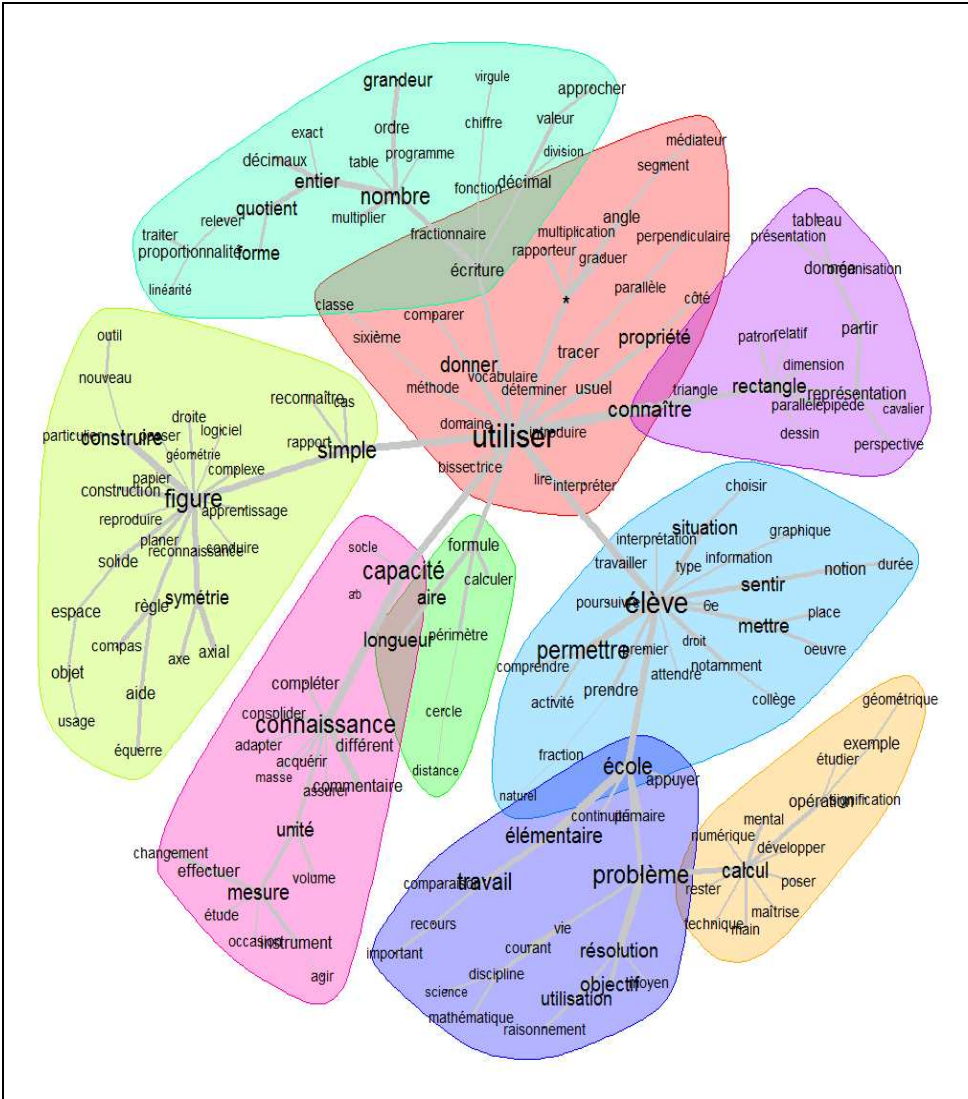 grandeur
virgule
approcher
ordre
chiffre
valeur
exact
décimaux
table
programme
division
entier
nombre
fonction
décimal
quotient
multiplier
relever
traiter
proportionnalité
forme
fractionnaire
linéarité
écriture
médiateur
segment
angle
multiplication
rapporteur
graduer
perpendiculaire
parallèle
*
côté
classe
comparer
sixième
propriété
tracer
donner
vocabulaire
méthode
déterminer
usuel
domaine
utiliser
introduire
connaître
bissectrice
lire
interpréter
tableau
présentation
donnée
organisation
patron
relatif
partir
dimension
triangle
rectangle
représentation
parallélépipède
cavalier
dessin
perspective
outil
nouveau
reconnaître
cas
droite
particulier
construire
passer
logiciel
géométrie
rapport
simple
papier
complexe
construction
figure
apprentissage
reproduire
planer
reconnaissance
conduire
solide
espace
règle
symétrie
compas
axe
axial
objet
aide
usage
équerre
socle
capacité
ab
formule
calculer
aire
longueur
périmètre
cercle
distance
compléter
consolider
connaissance
adapter
différent
acquérir
masse
assurer
commentaire
unité
changement
effectuer
volume
mesure
étude
occasion
instrument
agir
choisir
situation
interprétation
graphique
travailler
type
information
sentir
notion
durée
poursuivre
élève
6e
place
mettre
permettre
premier
droit
oeuvre
comprendre
attendre
notamment
activité
prendre
collège
fraction
naturel
école
appuyer
continuité
primaire
élémentaire
comparaison
travail
problème
recours
vie
important
courant
résolution
discipline
science
objectif
moyen
utilisation
mathématique
raisonnement
géométrique
exemple
étudier
opération
signification
mental
numérique
développer
calcul
rester
poser
maîtrise
technique
main